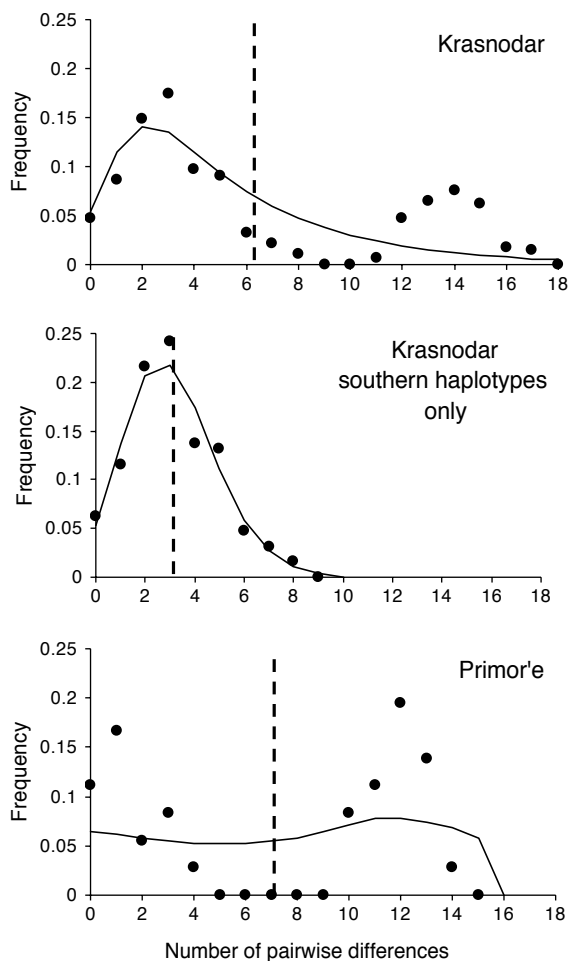 Krasnodar
Frequency
0.25
0.2
0.15
0.1
0.05
0
0 2 4 6 8 10 12 14 16 18
Krasnodar
southern haplotypes
only
Frequency
0.25
0.2
0.15
0.1
0.05
0
0 2 4 6 8 10 12 14 16 18
Primor'e
Frequency
0.25
0.2
0.15
0.1
0.05
0
0 2 4 6 8 10 12 14 16 18
Number of pairwise differences